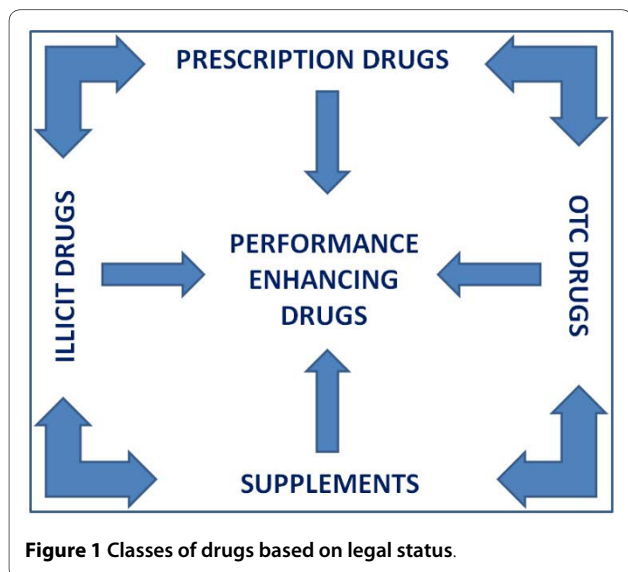 PRESCRIPTION DRUGS
ILLICIT DRUGS
PERFORMANCE
ENHANCING
DRUGS
OTC DRUGS
SUPPLEMENTS
Figure 1 Classes of drugs based on legal status.